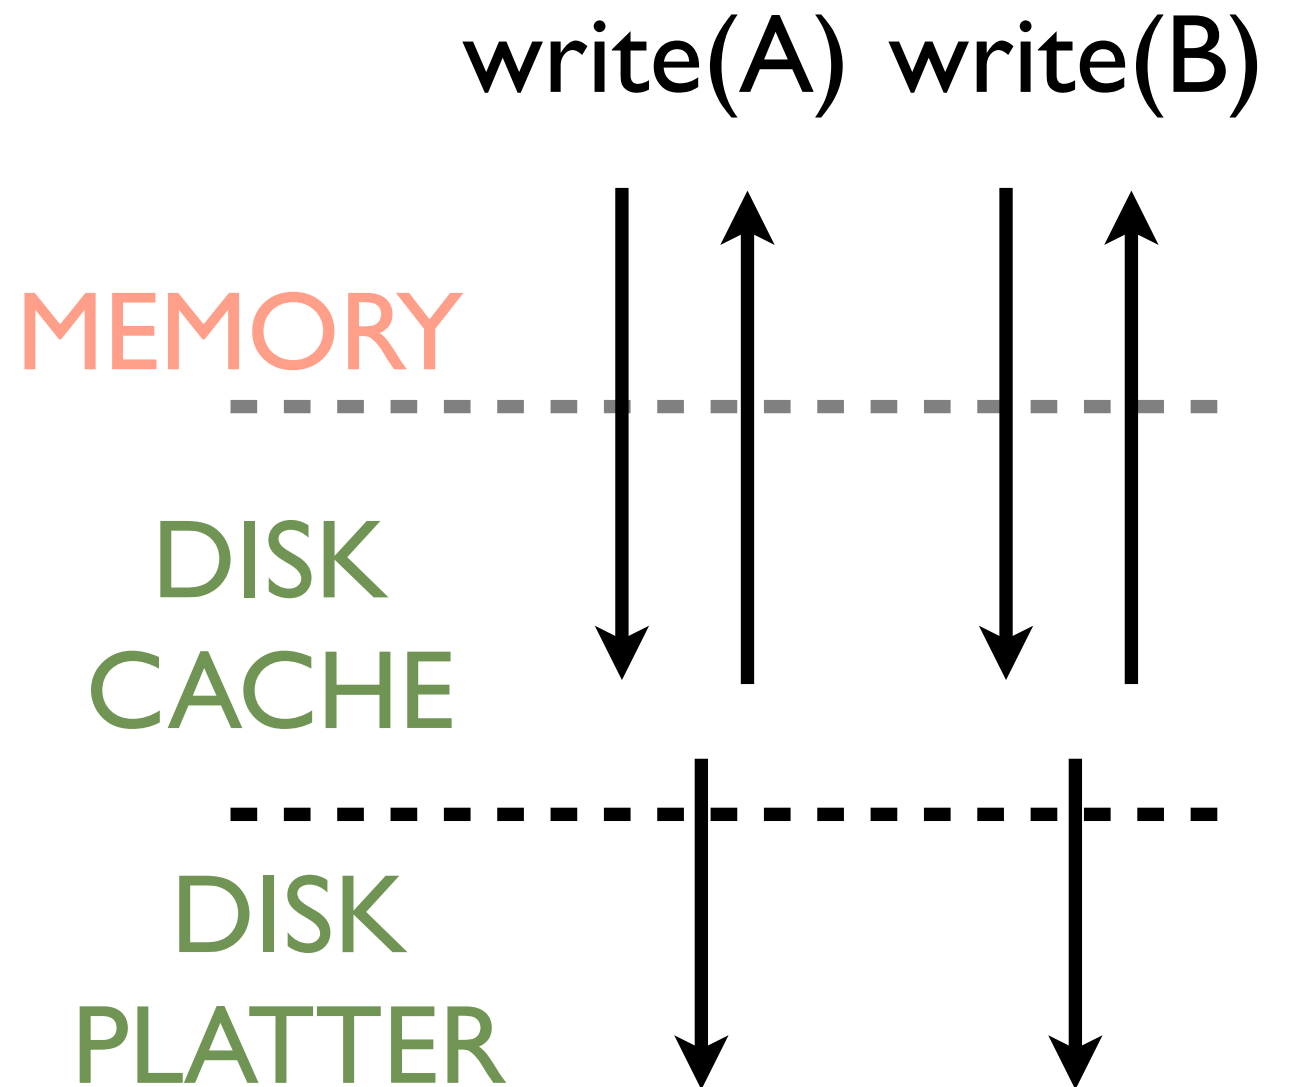 write(A) write(B)
MEMORY
DISK
CACHE
DISK
PLATTER